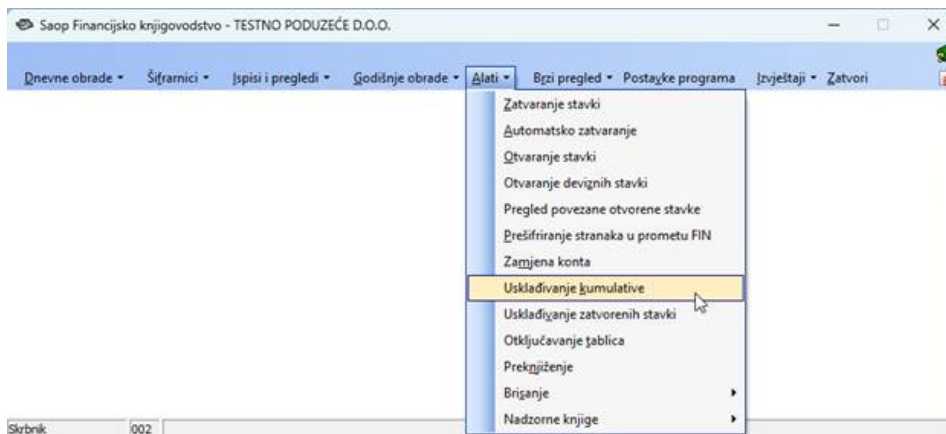 Saop Financijsko knjigovodstvo - TESTNO PODUZEĆE D.O.O.
Dnevne obrade Šifrarnici Ispisi i pregledi Godišnje obrade Alati Brzi pregled Postavke programa Izvještaji Zatvori
Zatvaranje stavki
Automatsko zatvaranje
Otvaranje stavki
Otvaranje deviznih stavki
Pregled povezane otvorene stavke
Prešifriranje stranaka u prometu FIN
Zamjena konta
Usklađivanje kumulative
Usklađivanje zatvorenih stavki
Otključavanje tablica
Preknjiženje
Brisanje
Nadzorne knjige
Skrbnik 002